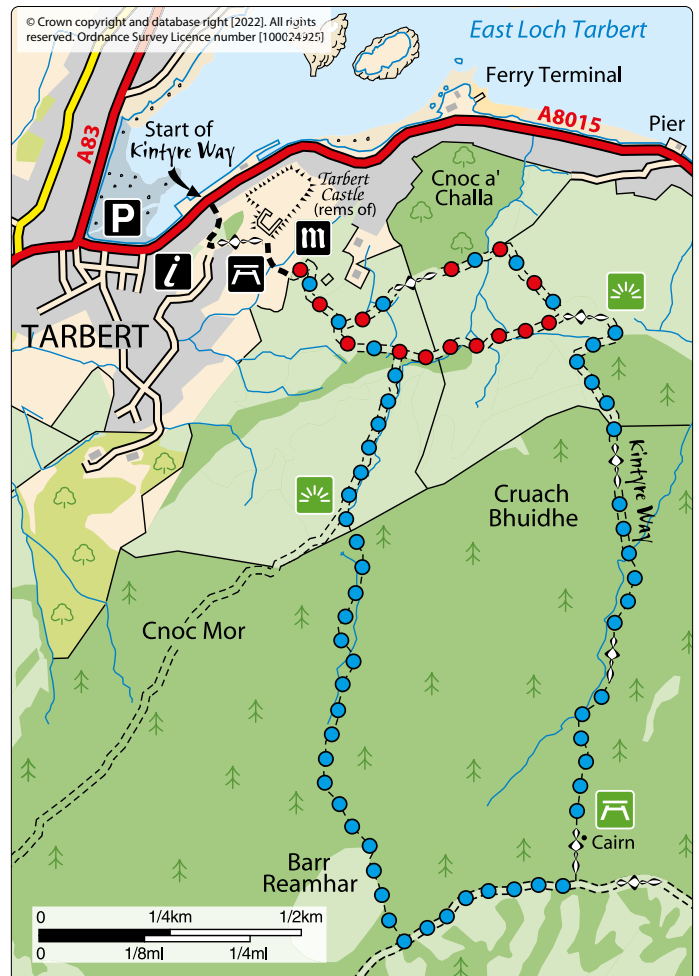 © Crown copyright and database right [2022]. All rights
reserved. Ordnance Survey Licence number [100024925]
East Loch Tarbert
Ferry Terminal
A8015
Pier
A83
Start of
Kintyre Way
Tarbert
Castle
(rems of)
Cnoc a'
Challa
P
i
m
TARBERT
Kintyre Way
Cruach
Bhuidhe
Cnoc Mor
Cairn
Barr
Reamhar
0 1/4km 1/2km
0 1/8ml 1/4ml